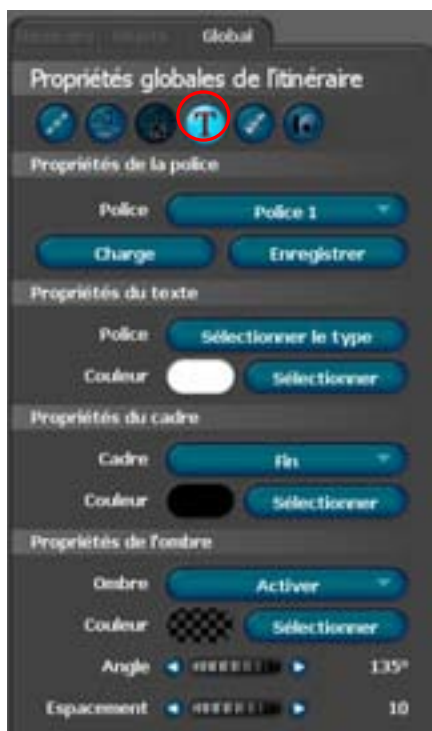 Global
Propriétés globales de l'itinéraire
T
Propriétés de la police
Police Police 1
Charge Enregistrer
Propriétés du texte
Police Sélectionner le type
Couleur Sélectionner
Propriétés du cadre
Cadre Fin
Couleur Sélectionner
Propriétés de l'ombre
Ombre Activer
Couleur Sélectionner
Angle 135°
Espacement 10